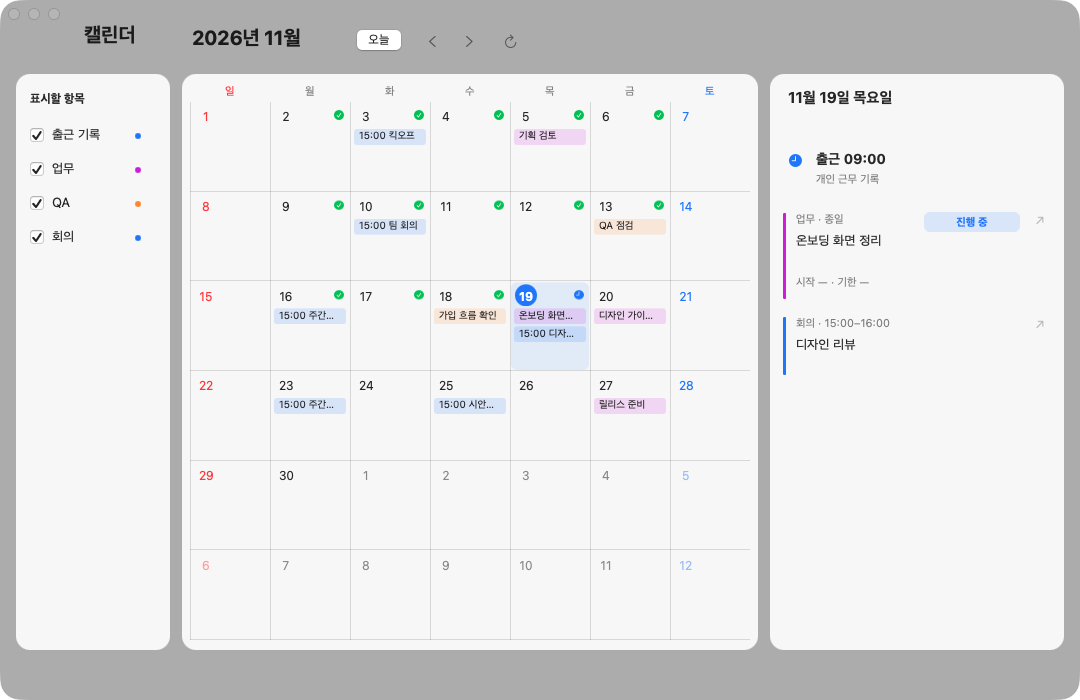 캘린더
2026년 11월
오늘
표시할 항목
출근 기록
업무
QA
회의
일 월 화 수 목 금 토
1 2 3 4 5 6 7
15:00 킥오프
기획 검토
8 9 10 11 12 13 14
15:00 팀 회의
QA 점검
15 16 17 18 19 20 21
15:00 주간...
가입 흐름 확인
온보딩 화면...
디자인 가이...
15:00 디자...
22 23 24 25 26 27 28
15:00 주간...
15:00 시안...
릴리스 준비
29 30 1 2 3 4 5
6 7 8 9 10 11 12
11월 19일 목요일
출근 09:00
개인 근무 기록
업무 · 종일
진행 중
온보딩 화면 정리
시작 — · 기한 —
회의 · 15:00–16:00
디자인 리뷰